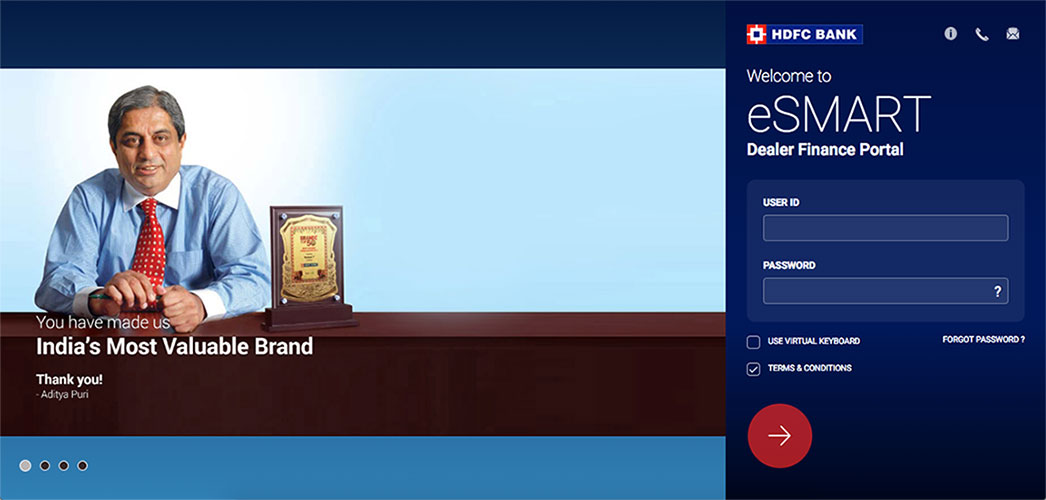 HDFC BANK
Welcome to
eSMART
Dealer Finance Portal
USER ID
PASSWORD
?
USE VIRTUAL KEYBOARD
FORGOT PASSWORD ?
TERMS & CONDITIONS
You have made us
India's Most Valuable Brand
Thank you!
- Aditya Puri